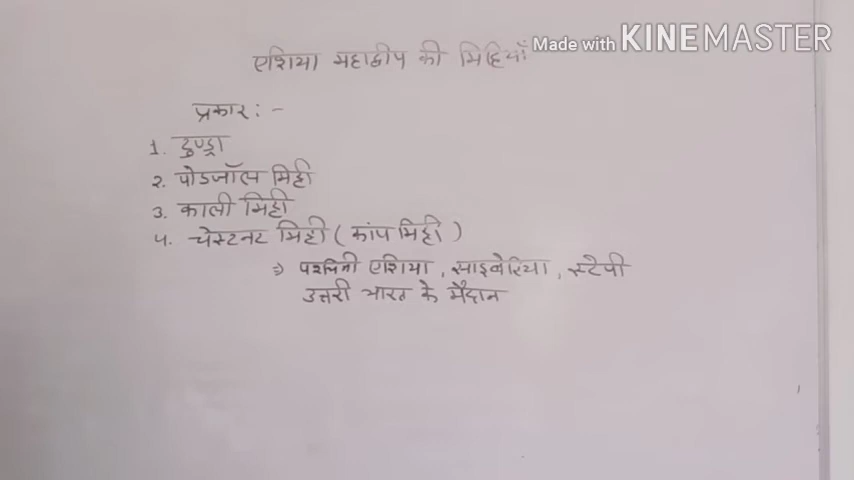 Made with KINEMASTER
एशिया महाद्वीप की मिट्टियाँ
प्रकार : -
1. टुण्ड्रा
2. पोडजॉल्स मिट्टी
3. काली मिट्टी
4. चेस्टनट मिट्टी ( कांप मिट्टी )
⇒ पश्चिमी एशिया , साइबेरिया , स्टेपी
उत्तरी भारत के मैदान